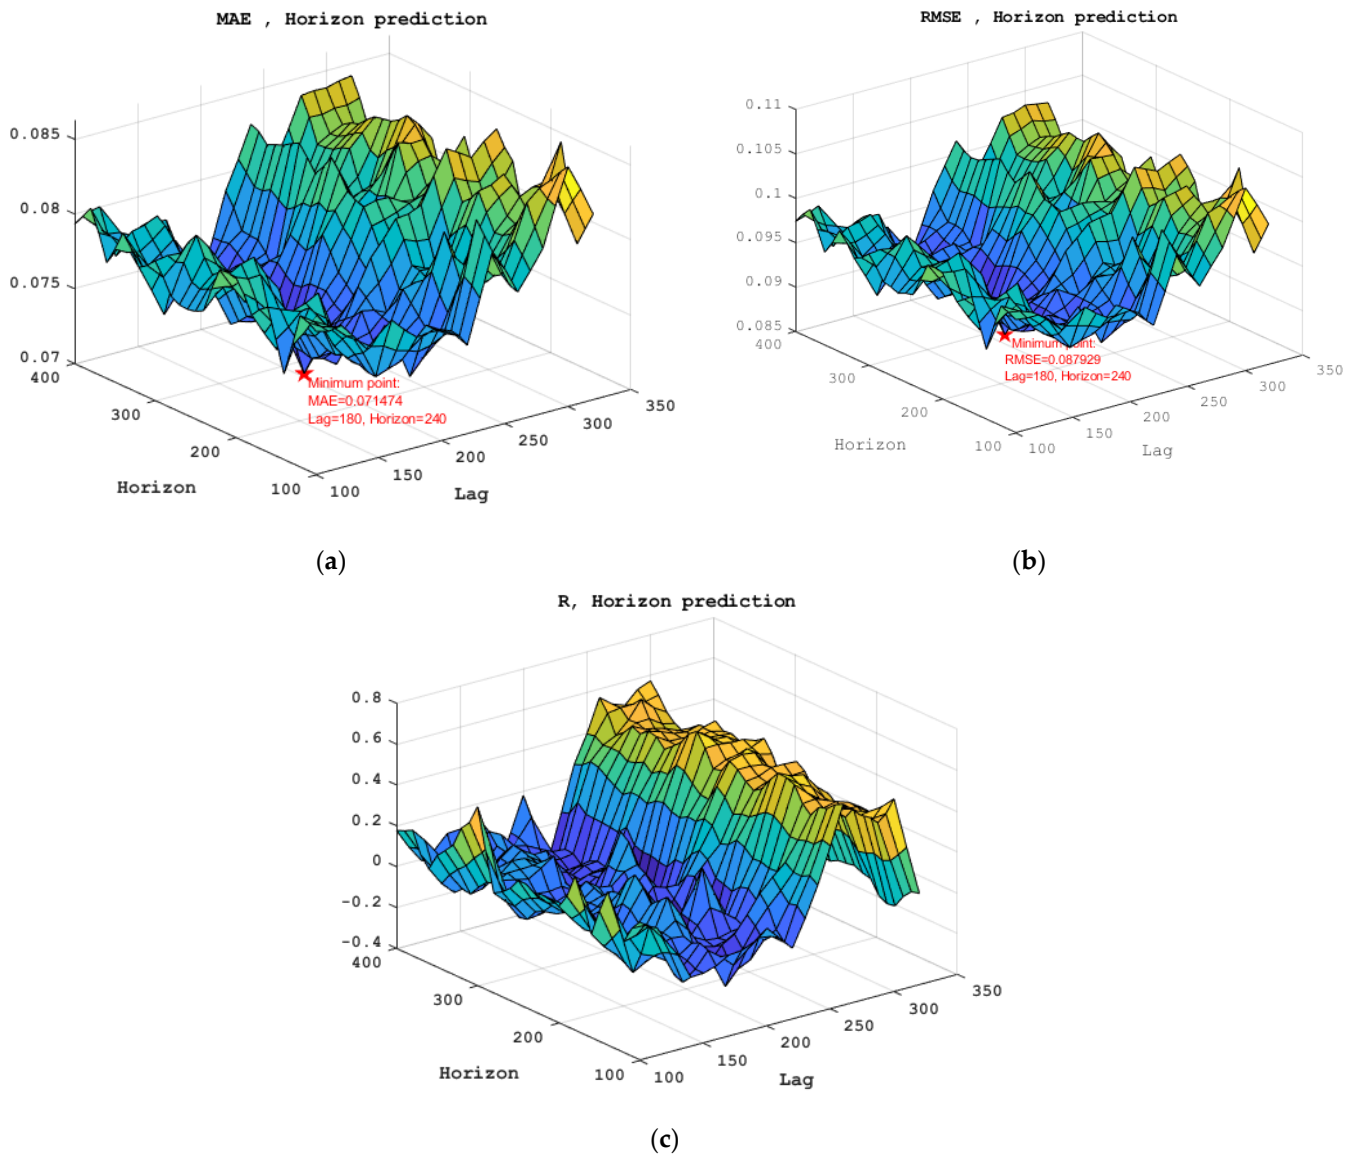 MAE , Horizon prediction
0.085
0.08
0.075
0.07
400
300
200
100
Horizon
100
150
200
250
300
350
Lag
Minimum point:
MAE=0.071474
Lag=180, Horizon=240
(a)
RMSE , Horizon prediction
0.11
0.105
0.1
0.095
0.09
0.085
400
300
200
100
Horizon
100
150
200
250
300
350
Lag
Minimum point:
RMSE=0.087929
Lag=180, Horizon=240
(b)
R, Horizon prediction
0.8
0.6
0.4
0.2
0
-0.2
-0.4
400
300
200
100
Horizon
100
150
200
250
300
350
Lag
(c)